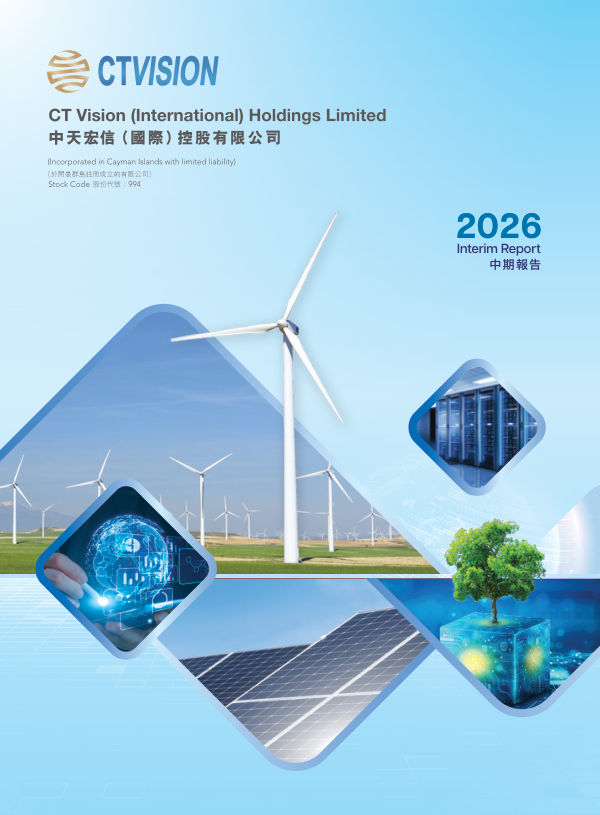 CTVISION
CT Vision (International) Holdings Limited
中天宏信（國際）控股有限公司
(Incorporated in Cayman Islands with limited liability)
（於開曼群島註冊成立的有限公司）
Stock Code 股份代號：994
2026
Interim Report
中期報告